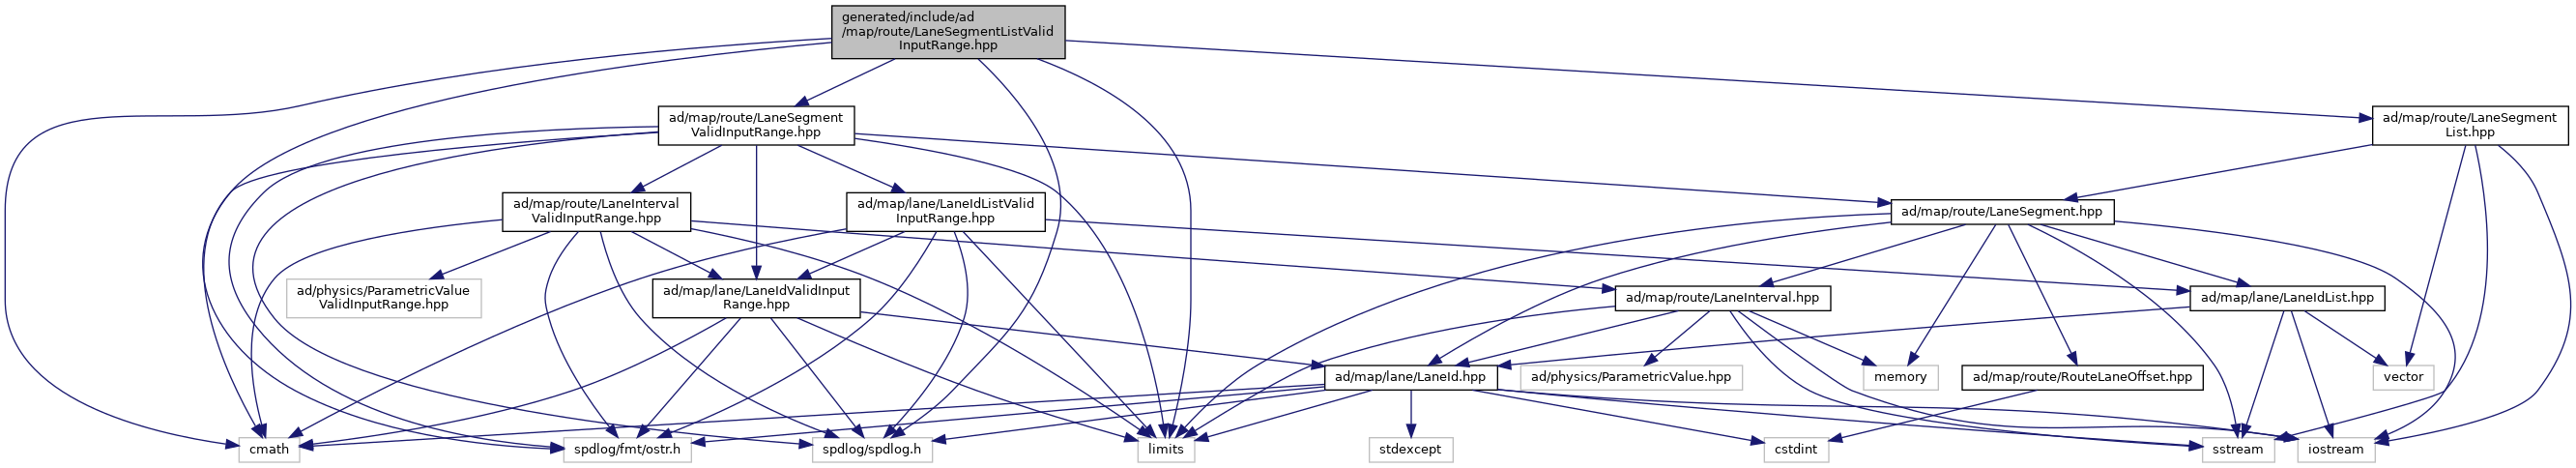 generated/include/ad
/map/route/LaneSegmentListValid
InputRange.hpp
ad/map/route/LaneSegment
ValidInputRange.hpp
ad/map/route/LaneSegment
List.hpp
ad/map/route/LaneInterval
ValidInputRange.hpp
ad/map/lane/LaneIdListValid
InputRange.hpp
ad/map/route/LaneSegment.hpp
ad/physics/ParametricValue
ValidInputRange.hpp
ad/map/lane/LaneIdValidInput
Range.hpp
ad/map/route/LaneInterval.hpp
ad/map/lane/LaneIdList.hpp
ad/map/lane/LaneId.hpp
ad/physics/ParametricValue.hpp
memory
ad/map/route/RouteLaneOffset.hpp
vector
cmath
spdlog/fmt/ostr.h
spdlog/spdlog.h
limits
stdexcept
cstdint
sstream
iostream